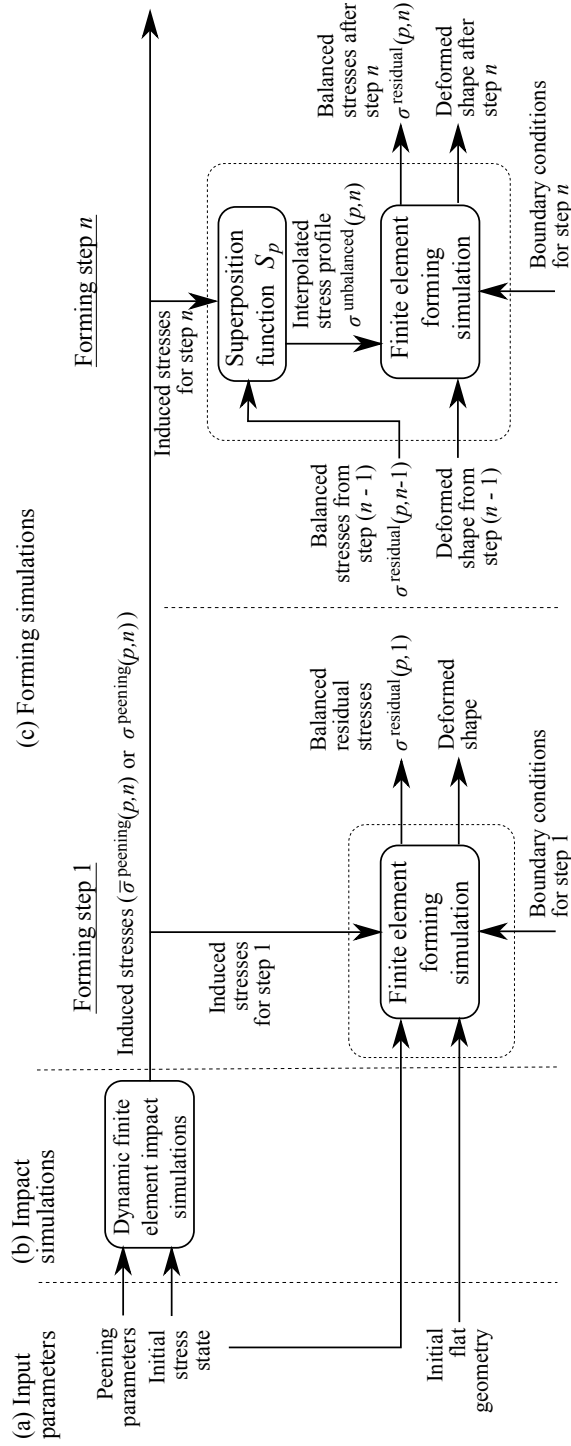 (a) Input
parameters
(b) Impact
simulations
(c) Forming simulations
Peening
parameters
Initial
stress
state
Initial
flat
geometry
Dynamic finite
element impact
simulations
Induced stresses (σ̅ peening(p,n) or σ peening(p,n))
Forming step 1
Induced
stresses
for step 1
Finite element
forming
simulation
Boundary conditions
for step 1
Balanced
residual
stresses
σ residual(p,1)
Deformed
shape
Forming step n
Induced stresses
for step n
Balanced
stresses from
step (n - 1)
σ residual(p,n-1)
Deformed
shape from
step (n - 1)
Superposition
function Sp
Interpolated
stress profile
σ unbalanced(p,n)
Finite element
forming
simulation
Boundary conditions
for step n
Balanced
stresses after
step n
σ residual(p,n)
Deformed
shape after
step n